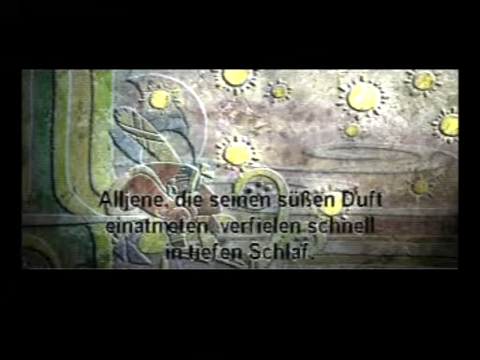 Alljene, die seinen süßen Duft
einatmeten, verfielen schnell
in tiefen Schlaf.